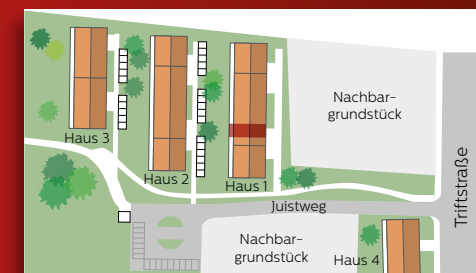 Haus 3
Haus 2
Haus 1
Nachbar-
grundstück
Triftstraße
Juistweg
Nachbar-
grundstück
Haus 4